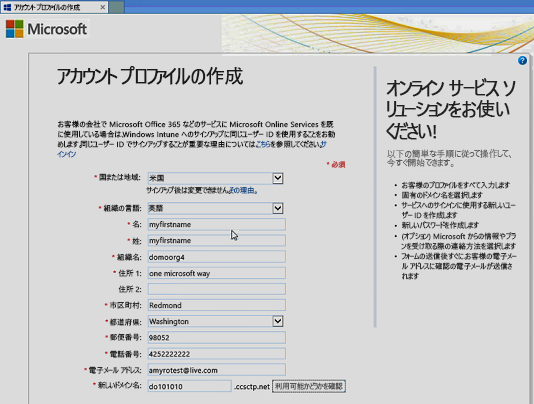 アカウント プロファイルの作成
Microsoft
アカウント プロファイルの作成
お客様の会社で Microsoft Office 365 などのサービスに Microsoft Online Services を既
に使用している場合は、Windows Intune へのサインアップに同じユーザー ID を使用することをお勧
めします。同じユーザー ID でサインアップすることが重要な理由についてはこちらを参照してください。サ
インイン
* 必須
* 国または地域: 米国
サインアップ後は変更できません。その理由。
* 組織の言語: 英語
* 名: myfirstname
* 姓: myfirstname
* 組織名: domoorg4
* 住所 1: one microsoft way
住所 2:
* 市区町村: Redmond
* 都道府県: Washington
* 郵便番号: 98052
* 電話番号: 4252222222
* 電子メール アドレス: amyrotest@live.com
* 新しいドメイン名: do101010 .ccsctp.net 利用可能かどうかを確認
オンライン サービス ソ
リューションをお使い
ください!
以下の簡単な手順に従って操作して、
今すぐ開始できます。
• お客様のプロファイルをすべて入力します
• 固有のドメイン名を選択します
• サービスへのサインインに使用する新しいユー
ザー ID を作成します
• 新しいパスワードを作成します
• (オプション) Microsoft からの情報やプラ
ンを受け取る際の連絡方法を選択します
• フォームの送信後すぐにお客様の電子メー
ル アドレスに確認の電子メールが送信さ
れます